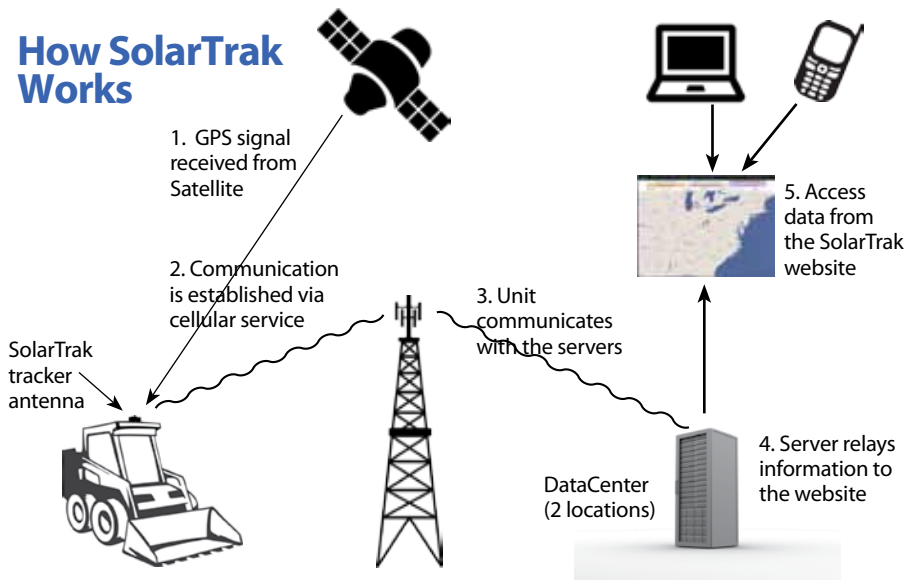 How SolarTrak
Works
1. GPS signal
received from
Satellite
2. Communication
is established via
cellular service
SolarTrak
tracker
antenna
3. Unit
communicates
with the servers
DataCenter
(2 locations)
4. Server relays
information to
the website
5. Access
data from
the SolarTrak
website